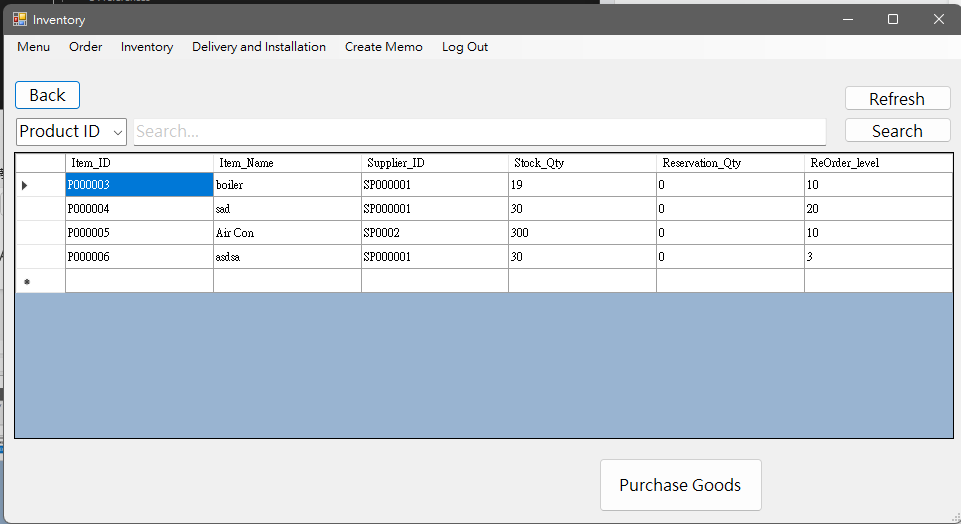 Inventory
Menu Order Inventory Delivery and Installation Create Memo Log Out
Back
Refresh
Product ID Search... Search
Item_ID Item_Name Supplier_ID Stock_Qty Reservation_Qty ReOrder_level
P000003 boiler SP000001 19 0 10
P000004 sad SP000001 30 0 20
P000005 Air Con SP0002 300 0 10
P000006 asdsa SP000001 30 0 3
Purchase Goods